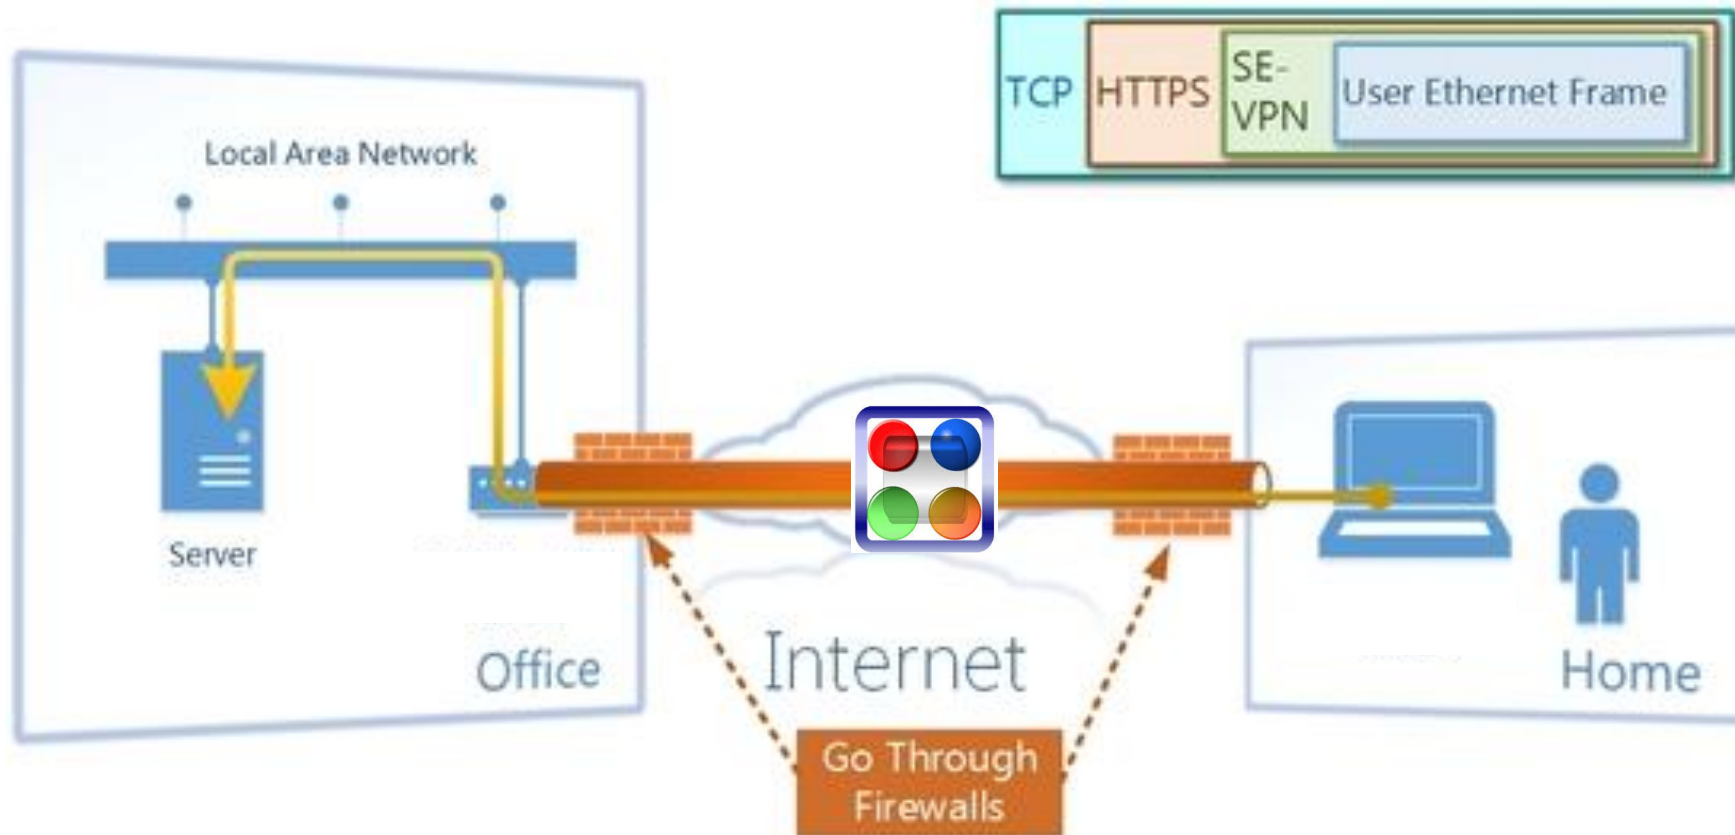 TCP
HTTPS
SE-
VPN
User Ethernet Frame
Local Area Network
Server
Office
Internet
Home
Go Through
Firewalls